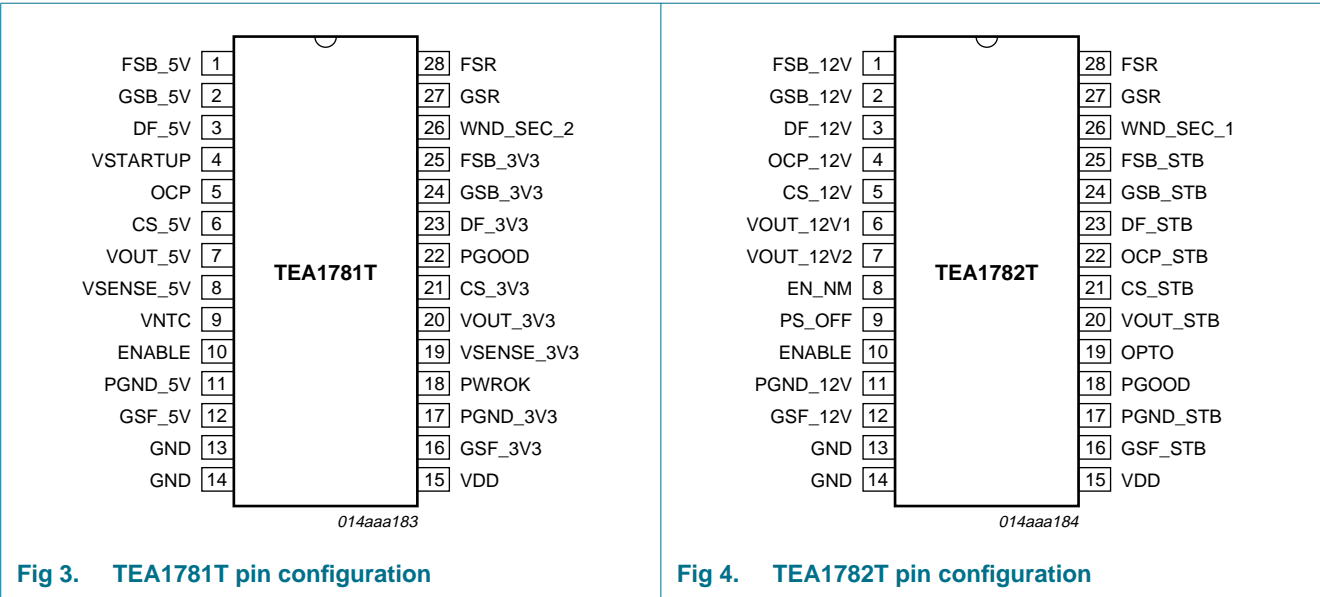 FSB_5V 1
28 FSR
GSB_5V 2
27 GSR
DF_5V 3
26 WND_SEC_2
VSTARTUP 4
25 FSB_3V3
OCP 5
24 GSB_3V3
CS_5V 6
23 DF_3V3
VOUT_5V 7
22 PGOOD
TEA1781T
VSENSE_5V 8
21 CS_3V3
VNTC 9
20 VOUT_3V3
ENABLE 10
19 VSENSE_3V3
PGND_5V 11
18 PWROK
GSF_5V 12
17 PGND_3V3
GND 13
16 GSF_3V3
GND 14
15 VDD
014aaa183
Fig 3. TEA1781T pin configuration
FSB_12V 1
28 FSR
GSB_12V 2
27 GSR
DF_12V 3
26 WND_SEC_1
OCP_12V 4
25 FSB_STB
CS_12V 5
24 GSB_STB
VOUT_12V1 6
23 DF_STB
VOUT_12V2 7
22 OCP_STB
TEA1782T
EN_NM 8
21 CS_STB
PS_OFF 9
20 VOUT_STB
ENABLE 10
19 OPTO
PGND_12V 11
18 PGOOD
GSF_12V 12
17 PGND_STB
GND 13
16 GSF_STB
GND 14
15 VDD
014aaa184
Fig 4. TEA1782T pin configuration